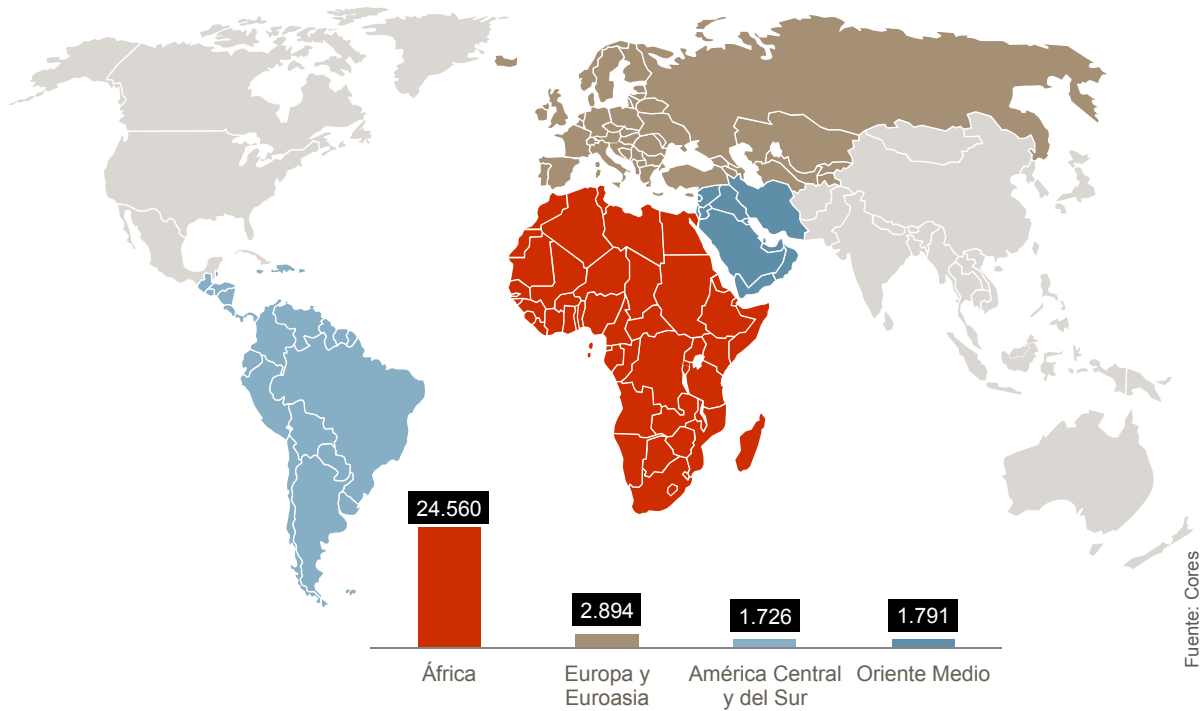 24.560
2.894
1.726
1.791
África
Europa y
Euroasia
América Central
y del Sur
Oriente Medio
Fuente: Cores